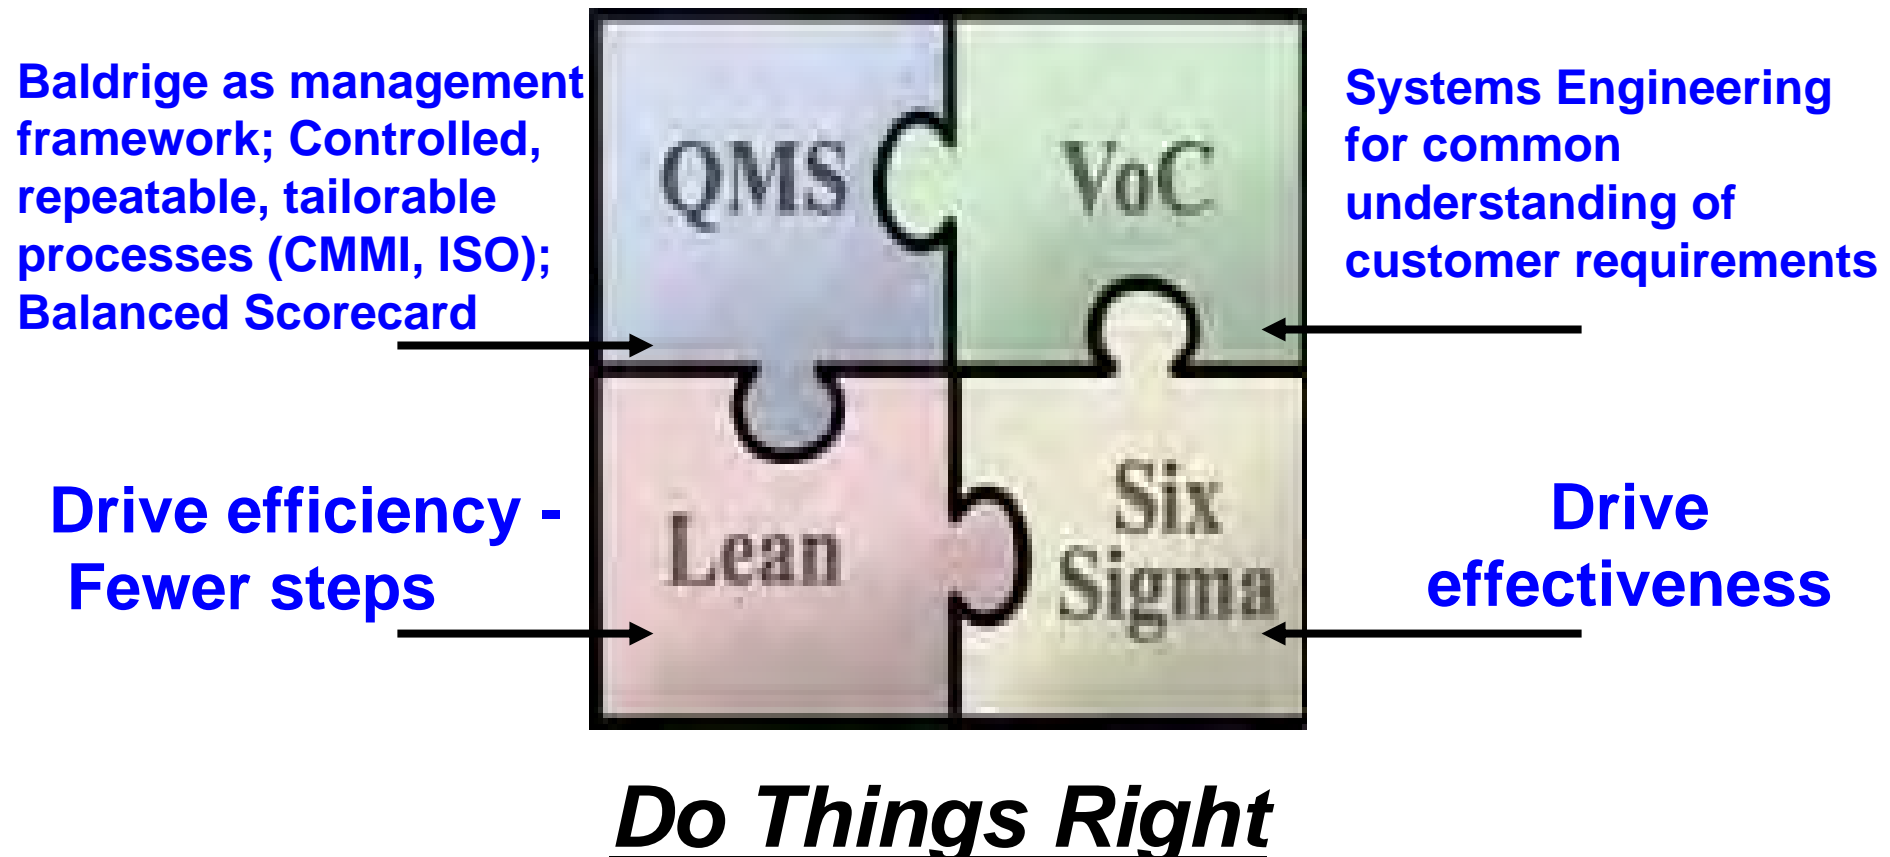 Baldrige as management
framework; Controlled,
repeatable, tailorable
processes (CMMI, ISO);
Balanced Scorecard
QMS
VoC
Systems Engineering
for common
understanding of
customer requirements
Drive efficiency -
Fewer steps
Lean
Six
Sigma
Drive
effectiveness
Do Things Right